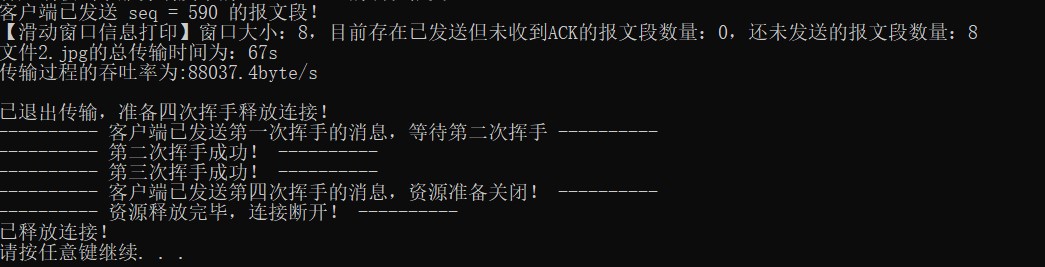 客户端已发送 seq = 590 的报文段!
【滑动窗口信息打印】窗口大小: 8, 目前存在已发送但未收到ACK的报文段数量: 0, 还未发送的报文段数量: 8
文件2.jpg的总传输时间为: 67s
传输过程的吞吐率为:88037.4byte/s
已退出传输, 准备四次挥手释放连接!
---------- 客户端已发送第一次挥手的消息, 等待第二次挥手 ----------
---------- 第二次挥手成功! ----------
---------- 第三次挥手成功! ----------
---------- 客户端已发送第四次挥手的消息, 资源准备关闭! ----------
---------- 资源释放完毕, 连接断开! ----------
已释放连接!
请按任意键继续. . .